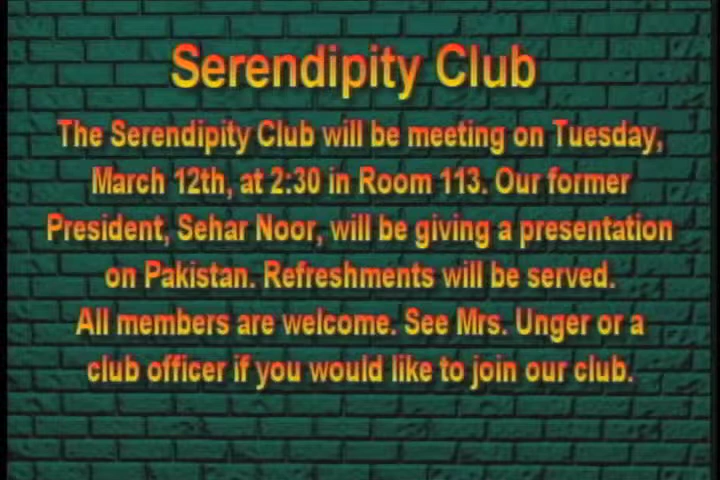 Serendipity Club
The Serendipity Club will be meeting on Tuesday,
March 12th, at 2:30 in Room 113. Our former
President, Sehar Noor, will be giving a presentation
on Pakistan. Refreshments will be served.
All members are welcome. See Mrs. Unger or a
club officer if you would like to join our club.